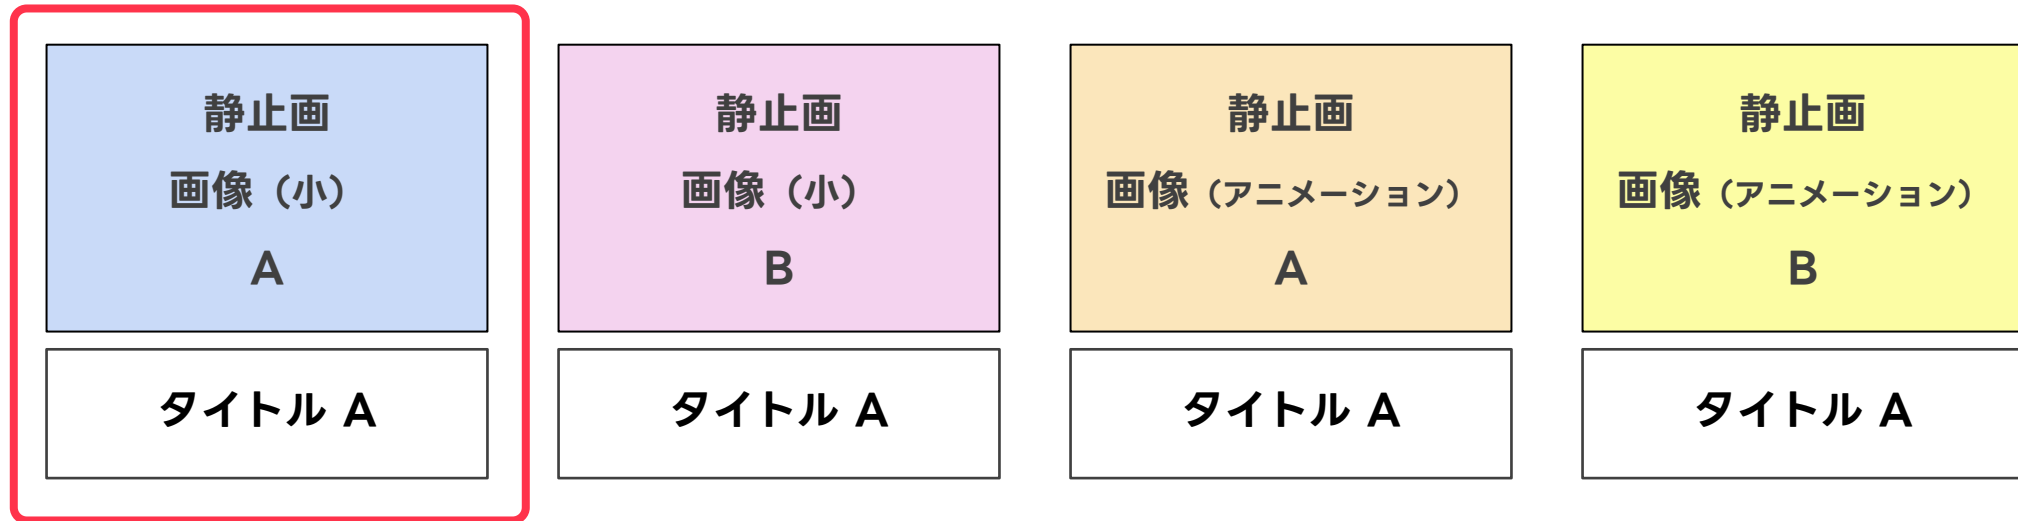 静止画
画像（小）
A
タイトル A
静止画
画像（小）
B
タイトル A
静止画
画像（アニメーション）
A
タイトル A
静止画
画像（アニメーション）
B
タイトル A